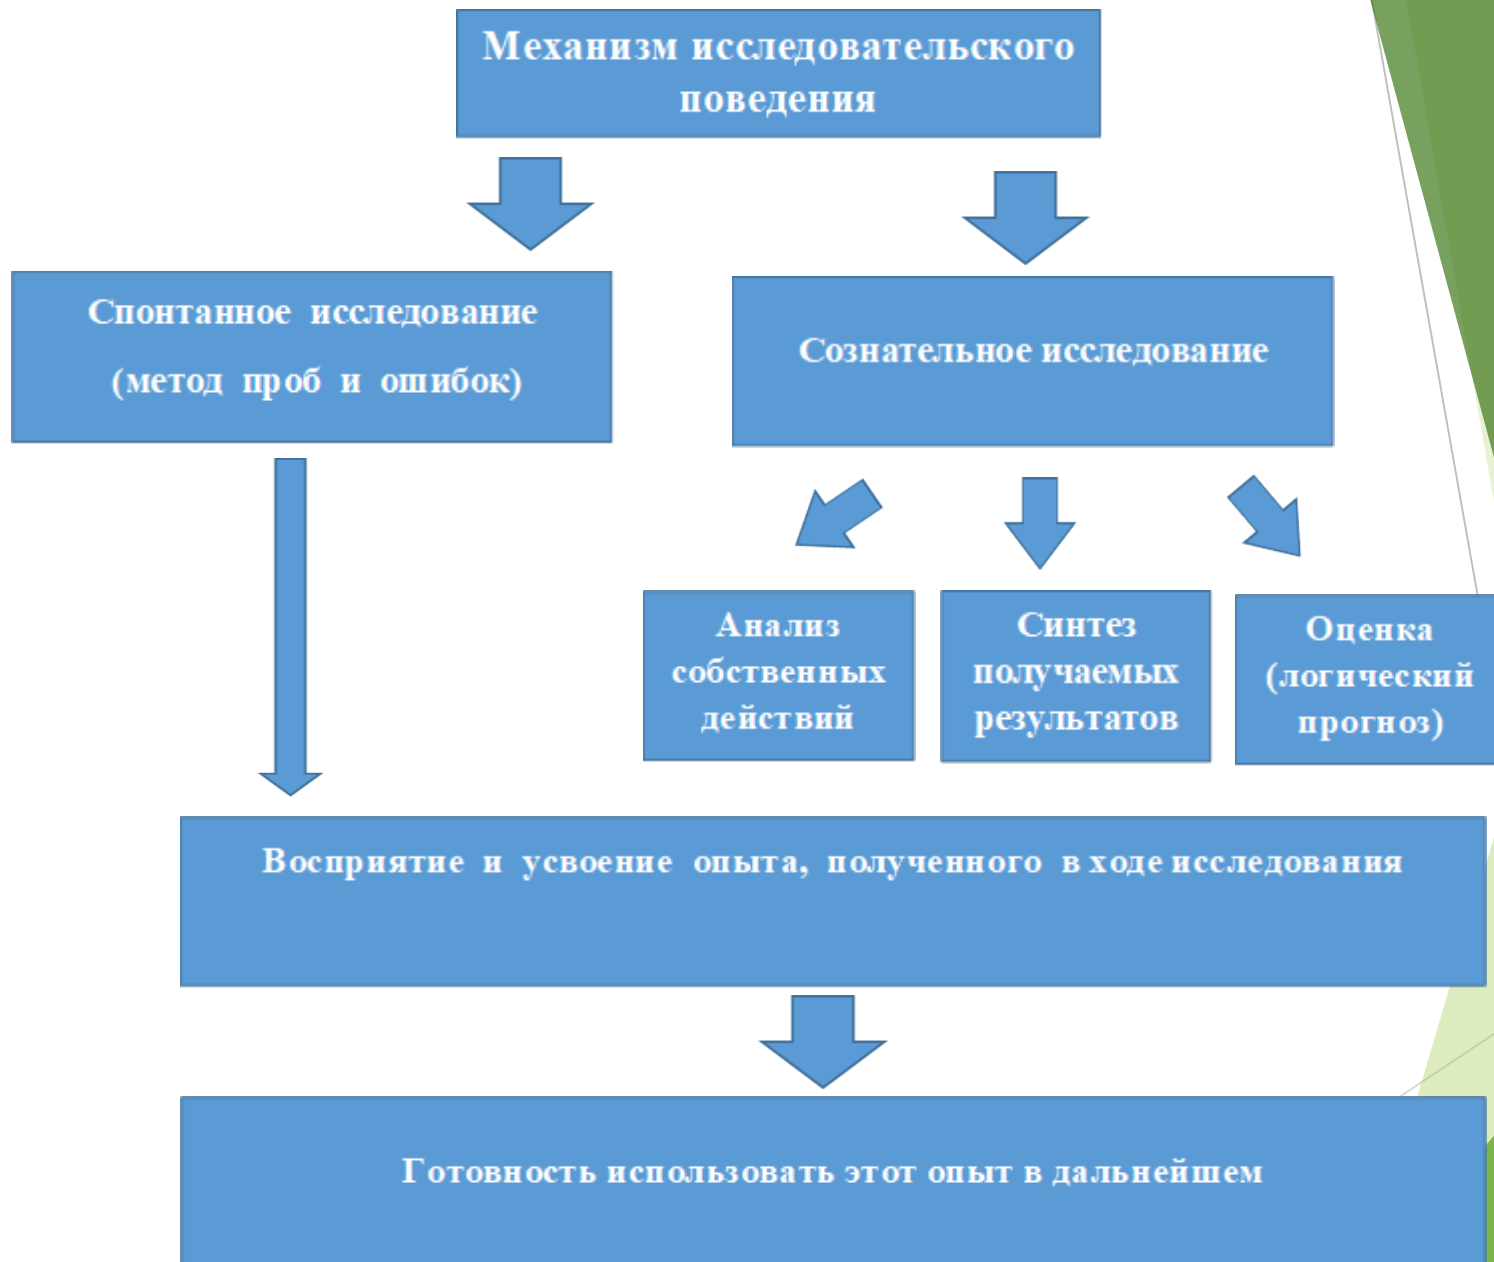 Механизм исследовательского
поведения
Спонтанное исследование
(метод проб и ошибок)
Сознательное исследование
Анализ
собственных
действий
Синтез
получаемых
результатов
Оценка
(логический
прогноз)
Восприятие и усвоение опыта, полученного в ходе исследования
Готовность использовать этот опыт в дальнейшем